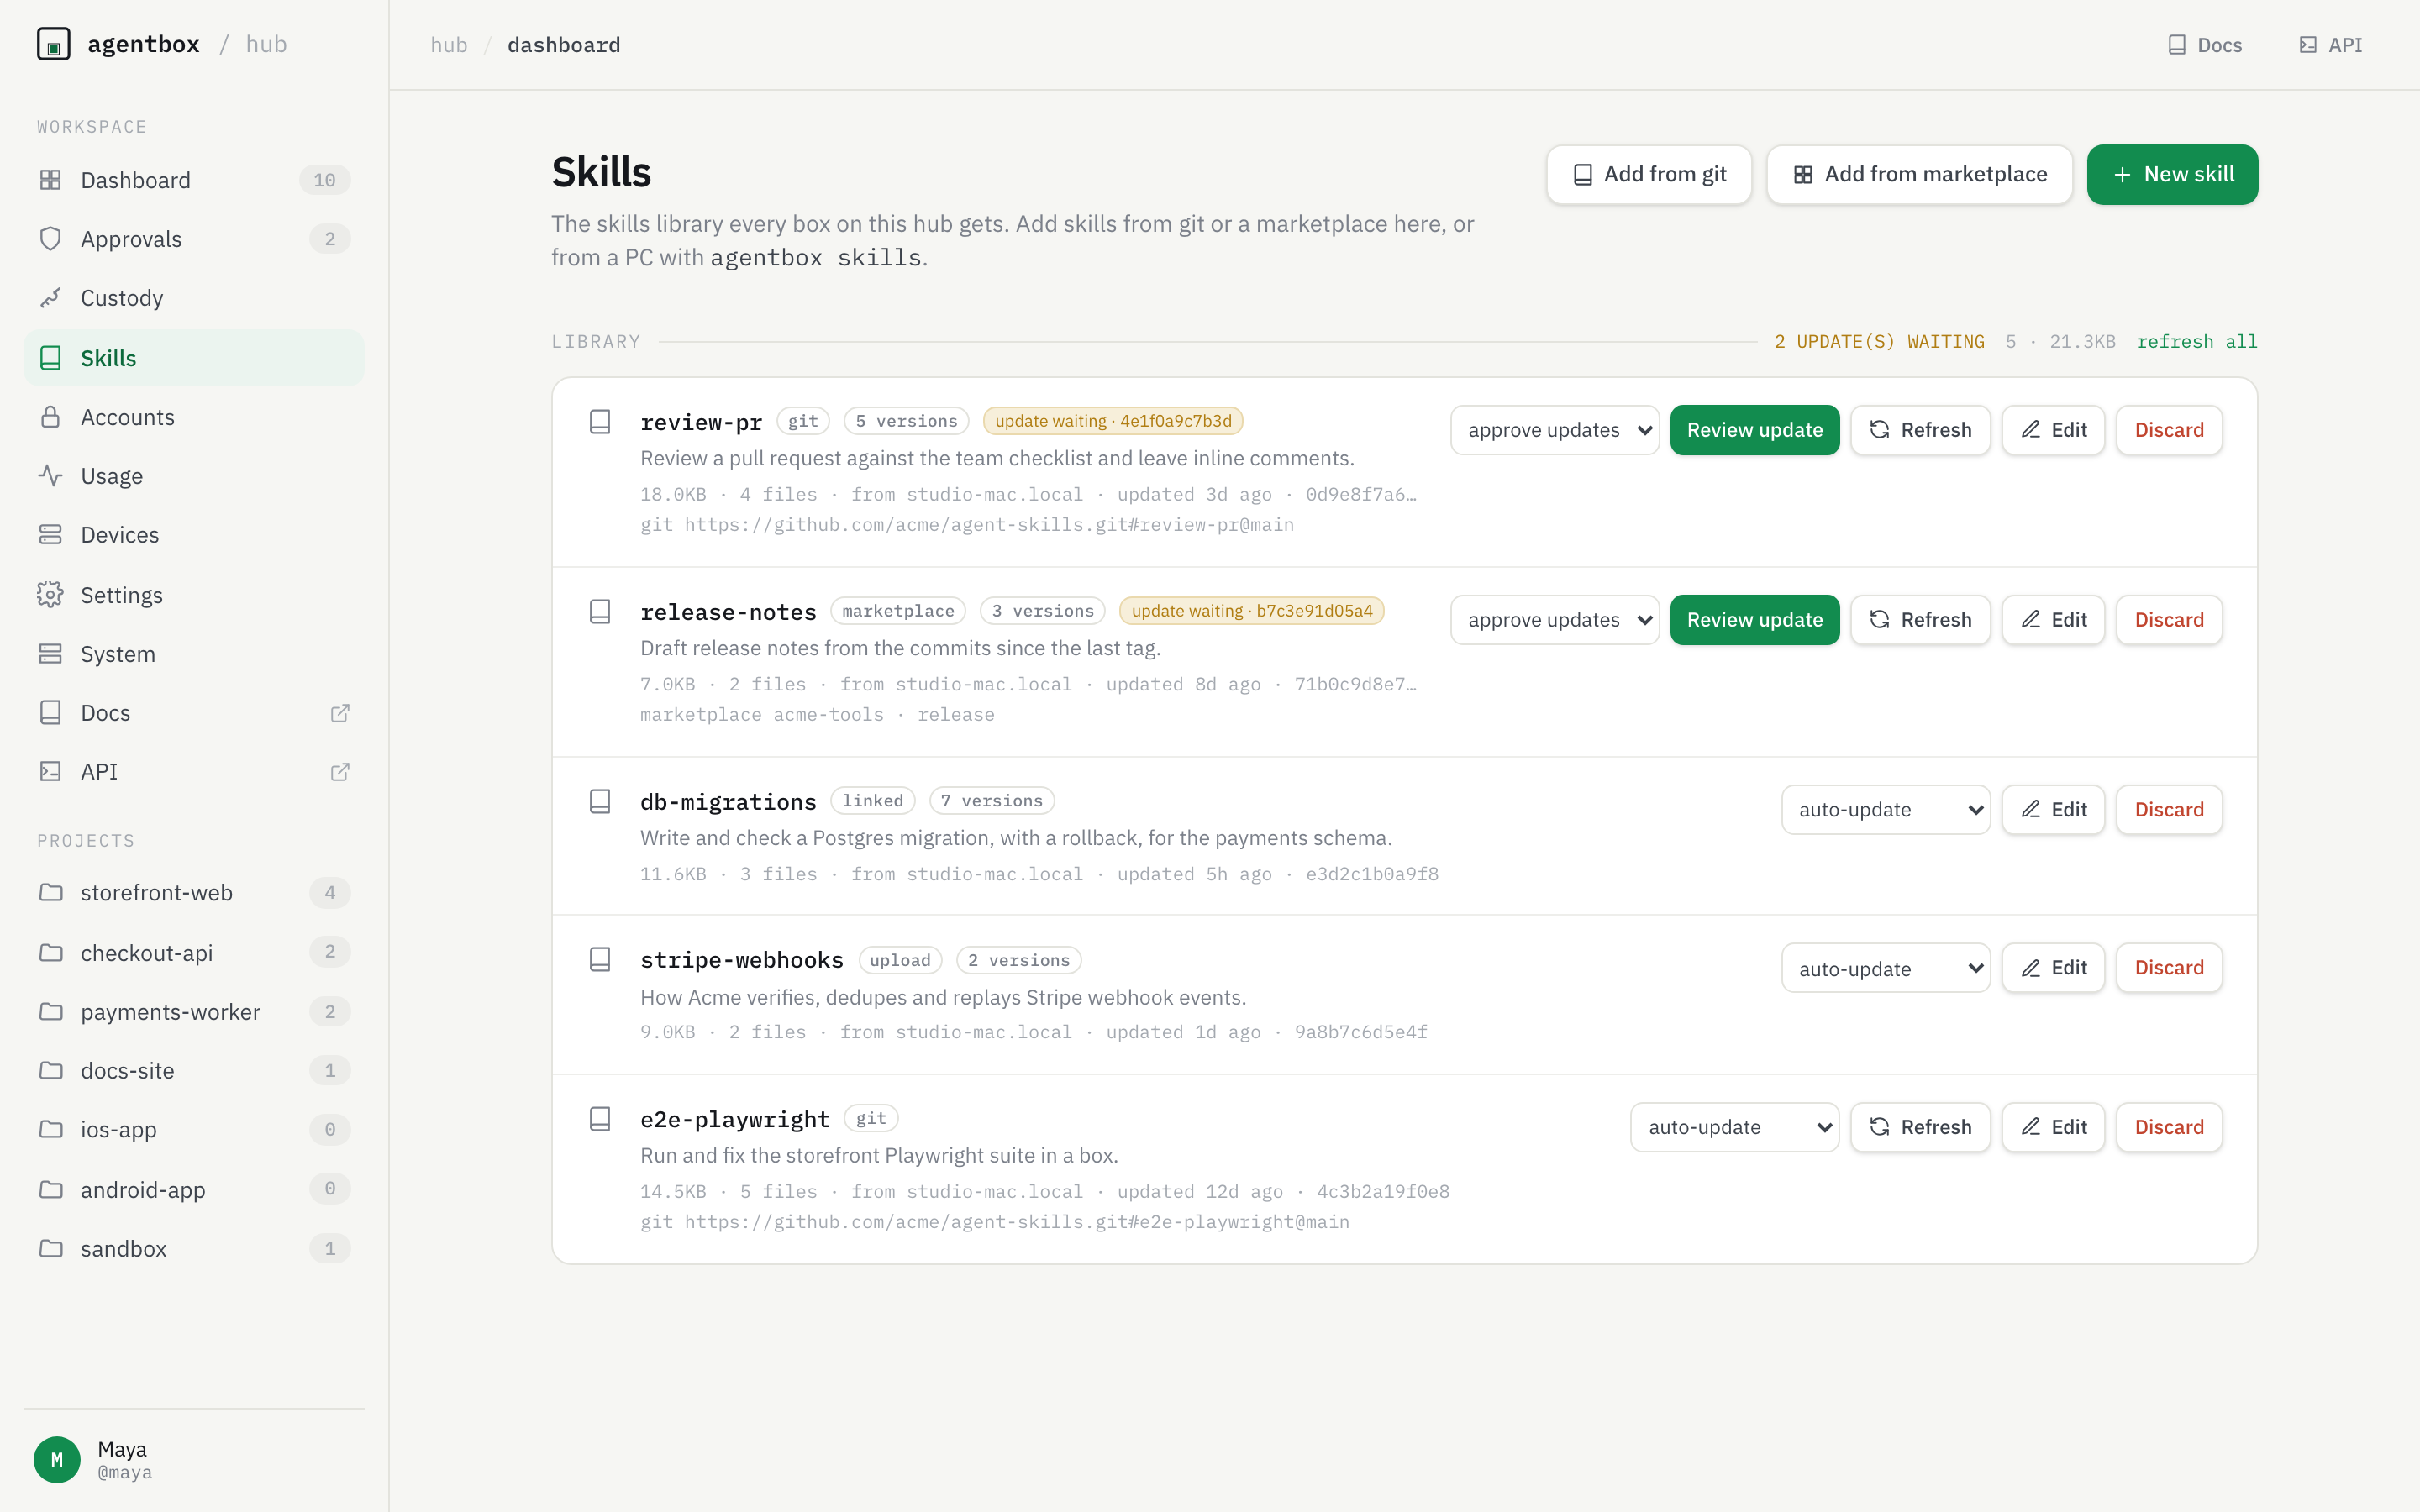 agentbox / hub
hub / dashboard
Docs
API
WORKSPACE
Dashboard 10
Approvals 2
Custody
Skills
Accounts
Usage
Devices
Settings
System
Docs
API
PROJECTS
storefront-web 4
checkout-api 2
payments-worker 2
docs-site 1
ios-app 0
android-app 0
sandbox 1
M
Maya
@maya
Skills
The skills library every box on this hub gets. Add skills from git or a marketplace here, or
from a PC with agentbox skills.
Add from git
Add from marketplace
+ New skill
LIBRARY
2 UPDATE(S) WAITING 5 · 21.3KB refresh all
review-pr git 5 versions update waiting · 4e1f0a9c7b3d
approve updates Review update Refresh Edit Discard
Review a pull request against the team checklist and leave inline comments.
18.0KB · 4 files · from studio-mac.local · updated 3d ago · 0d9e8f7a6…
git https://github.com/acme/agent-skills.git#review-pr@main
release-notes marketplace 3 versions update waiting · b7c3e91d05a4
approve updates Review update Refresh Edit Discard
Draft release notes from the commits since the last tag.
7.0KB · 2 files · from studio-mac.local · updated 8d ago · 71b0c9d8e7…
marketplace acme-tools · release
db-migrations linked 7 versions
auto-update Edit Discard
Write and check a Postgres migration, with a rollback, for the payments schema.
11.6KB · 3 files · from studio-mac.local · updated 5h ago · e3d2c1b0a9f8
stripe-webhooks upload 2 versions
auto-update Edit Discard
How Acme verifies, dedupes and replays Stripe webhook events.
9.0KB · 2 files · from studio-mac.local · updated 1d ago · 9a8b7c6d5e4f
e2e-playwright git
auto-update Refresh Edit Discard
Run and fix the storefront Playwright suite in a box.
14.5KB · 5 files · from studio-mac.local · updated 12d ago · 4c3b2a19f0e8
git https://github.com/acme/agent-skills.git#e2e-playwright@main